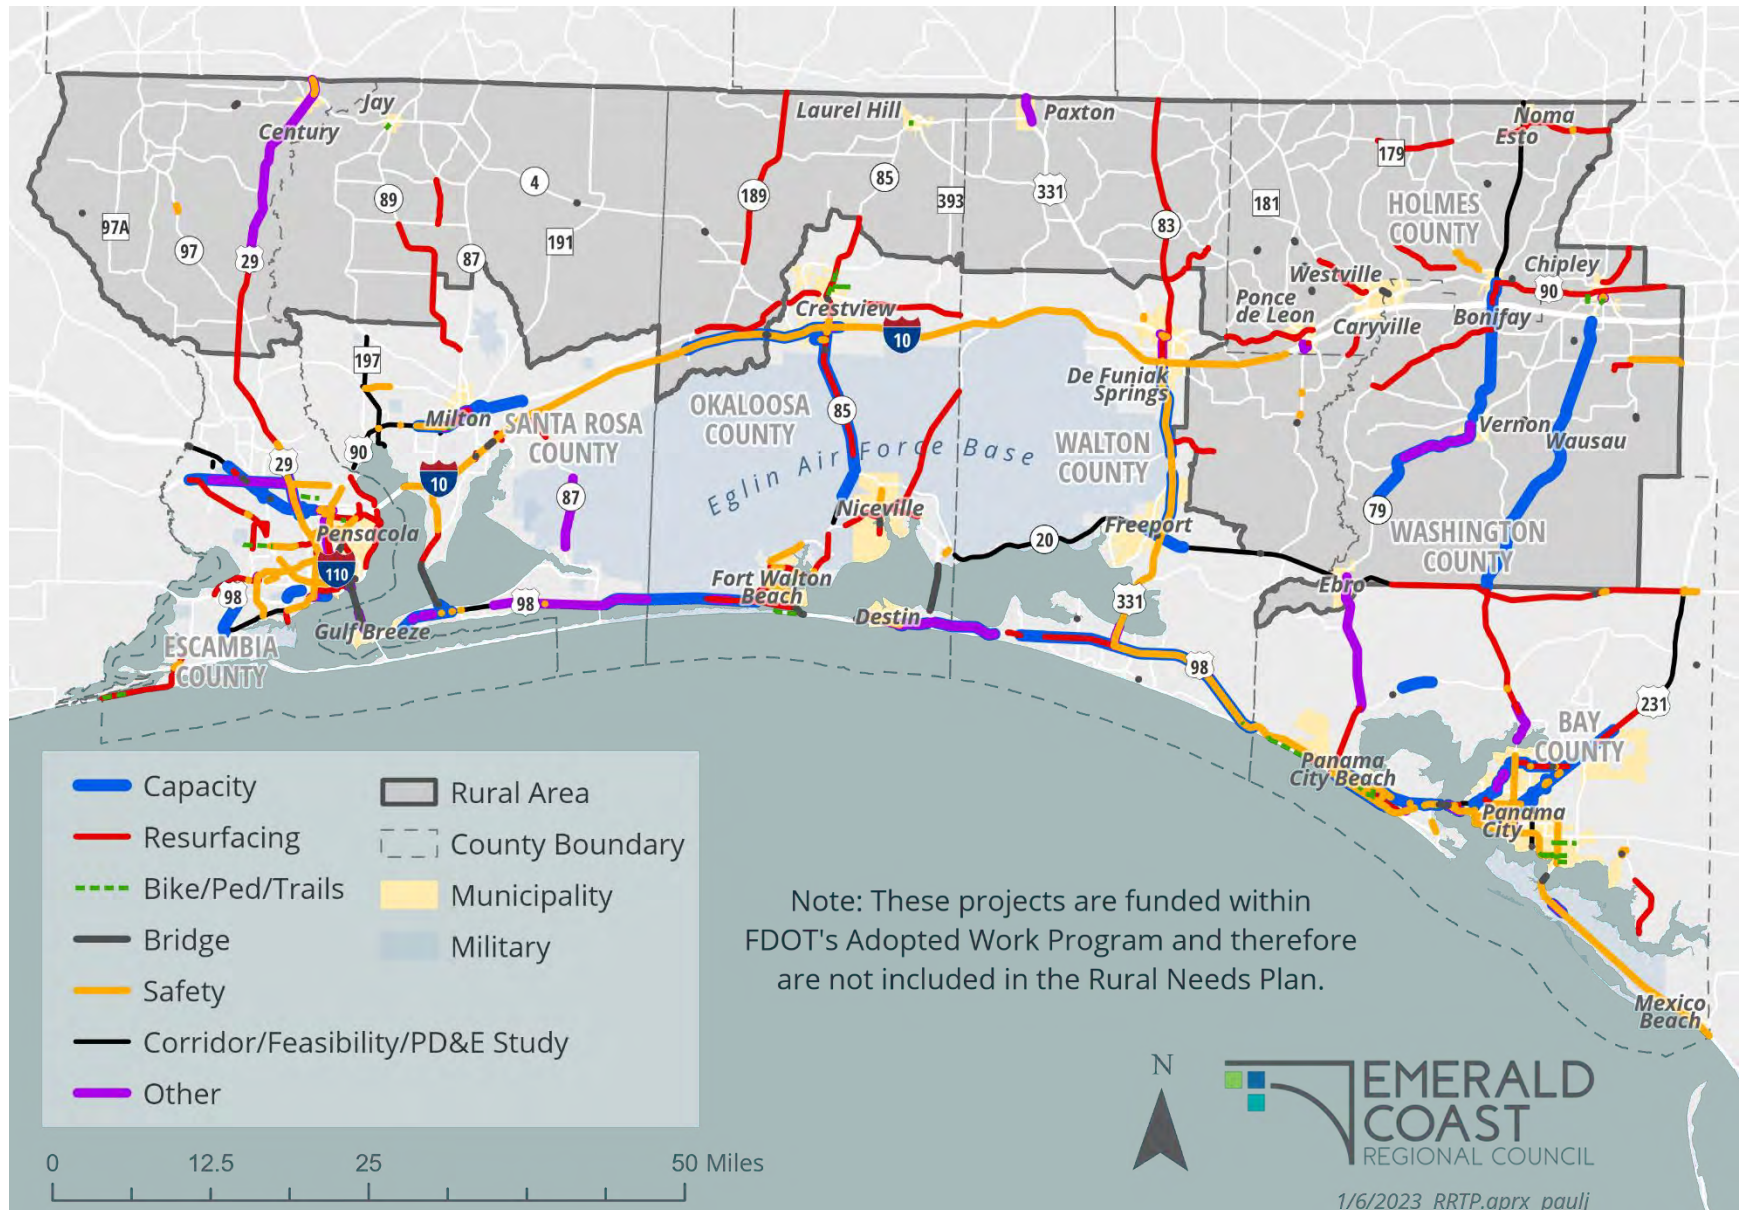 Jay
Century
Laurel Hill
Paxton
Noma
Esto
4
89
97A
97
29
191
87
189
85
393
331
83
181
179
HOLMES
COUNTY
Westville
Chipley
90
Ponce
de Leon
Caryville
Bonifay
Crestview
10
197
Milton
SANTA ROSA
COUNTY
OKALOOSA
COUNTY
85
De Funiak
Springs
WALTON
COUNTY
Vernon
Wausau
Eglin Air Force Base
90
29
10
87
Niceville
Freeport
20
79
WASHINGTON
COUNTY
Pensacola
110
98
Fort Walton
Beach
Ebro
331
Gulf Breeze
98
Destin
ESCAMBIA
COUNTY
98
231
BAY
COUNTY
Panama
City Beach
Panama
City
Mexico
Beach
Capacity
Resurfacing
Bike/Ped/Trails
Bridge
Safety
Corridor/Feasibility/PD&E Study
Other
Rural Area
County Boundary
Municipality
Military
Note: These projects are funded within
FDOT's Adopted Work Program and therefore
are not included in the Rural Needs Plan.
0 12.5 25 50 Miles
N
EMERALD
COAST
REGIONAL COUNCIL
1/6/2023 RRTP.aprx paulj